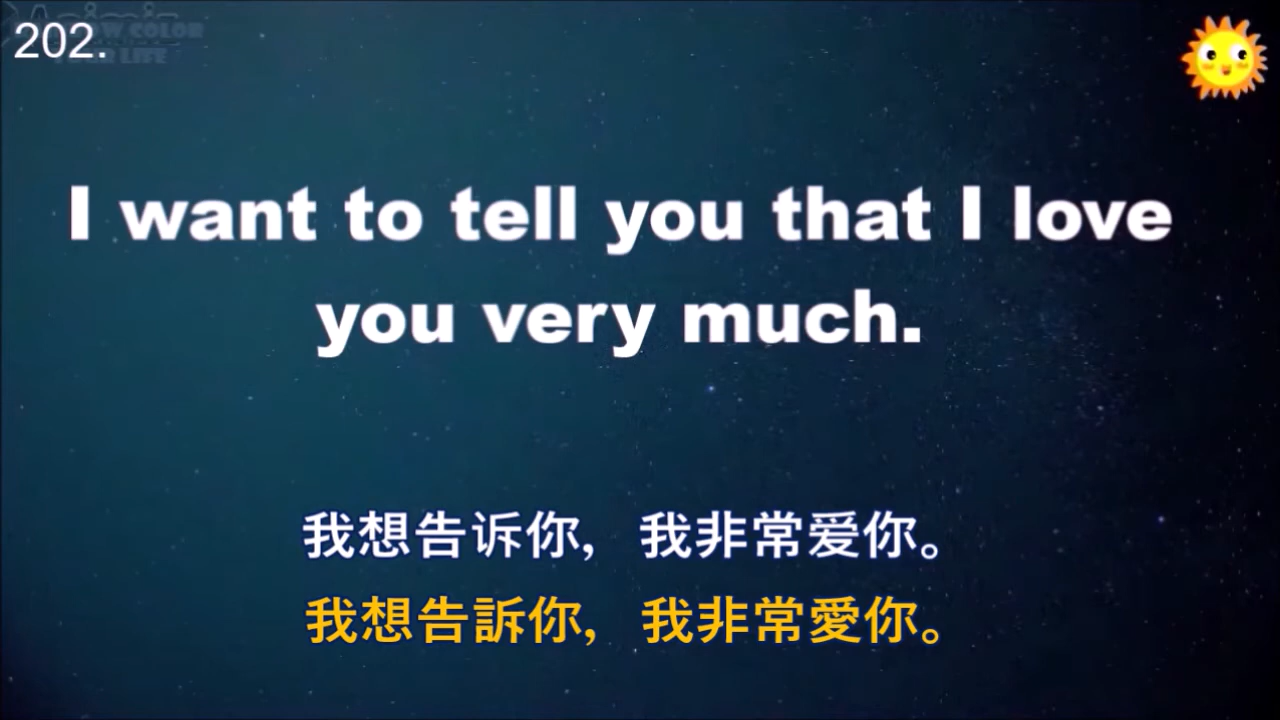 202.
I want to tell you that I love
you very much.
我想告诉你，我非常爱你。
我想告訴你，我非常愛你。